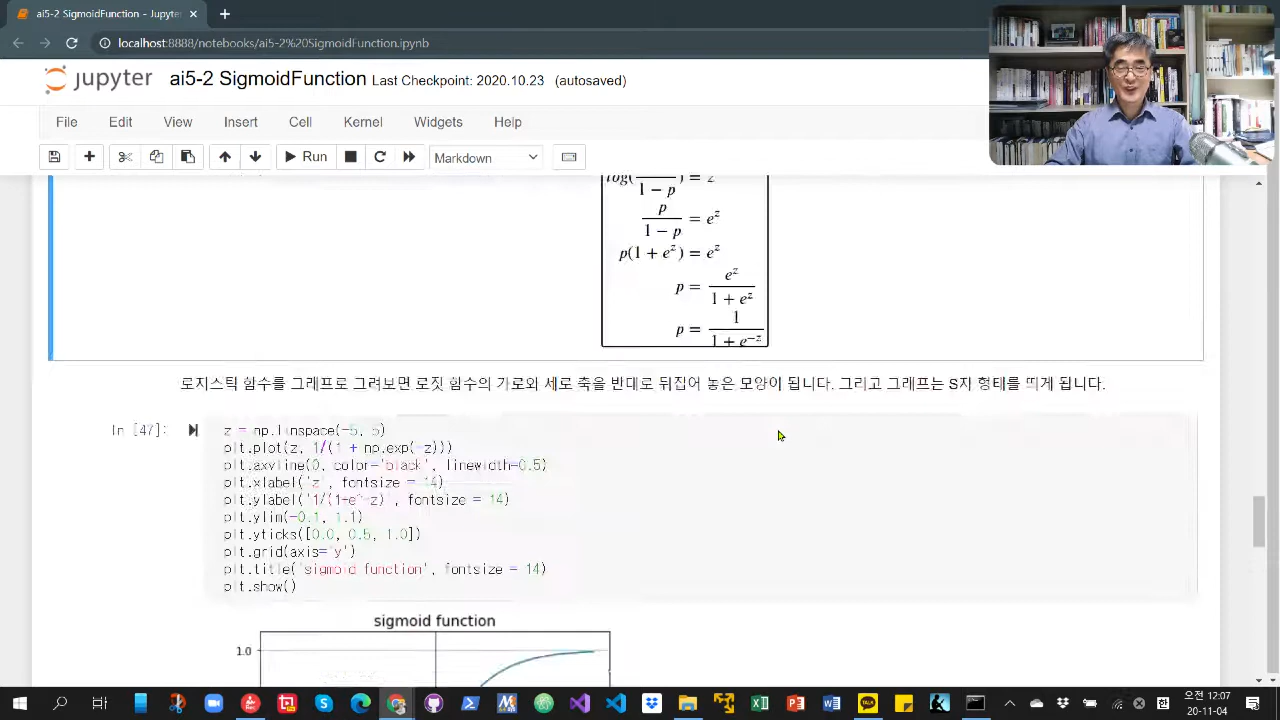 ai5-2 SigmoidFunction - Jupyter
localhost:8888/notebooks/ai5-2%20SigmoidFunction.ipynb
jupyter ai5-2 SigmoidFunction Last Checkpoint: 2020.10.23 (autosaved)
File Edit View Insert Cell Kernel Widgets Help
Run Markdown
log(p/(1 − p)) = z
p/(1 − p) = e^z
p(1 + e^z) = e^z
p = e^z/(1 + e^z)
p = 1/(1 + e^−z)
로지스틱 함수를 그래프로 그려보면 로짓 함수의 가로와 세로 축을 반대로 뒤집어 놓은 모양이 됩니다. 그리고 그래프는 S자 형태를 띄게 됩니다.
In [47]:
z = np.linspace(-5, 5)
plt.plot(z, 1/(1 + np.exp(-z)))
plt.axvline(0, color='black', linewidth=0.5)
plt.xlabel('z', fontsize = 14)
plt.ylabel('1/(1+e^-z)', fontsize = 14)
plt.ylim(-0.1, 1.1)
plt.yticks([0.0, 0.5, 1.0])
plt.grid(axis='y')
plt.title('sigmoid function', fontsize = 14)
plt.show()
sigmoid function
1.0
오전 12:07
20-11-04